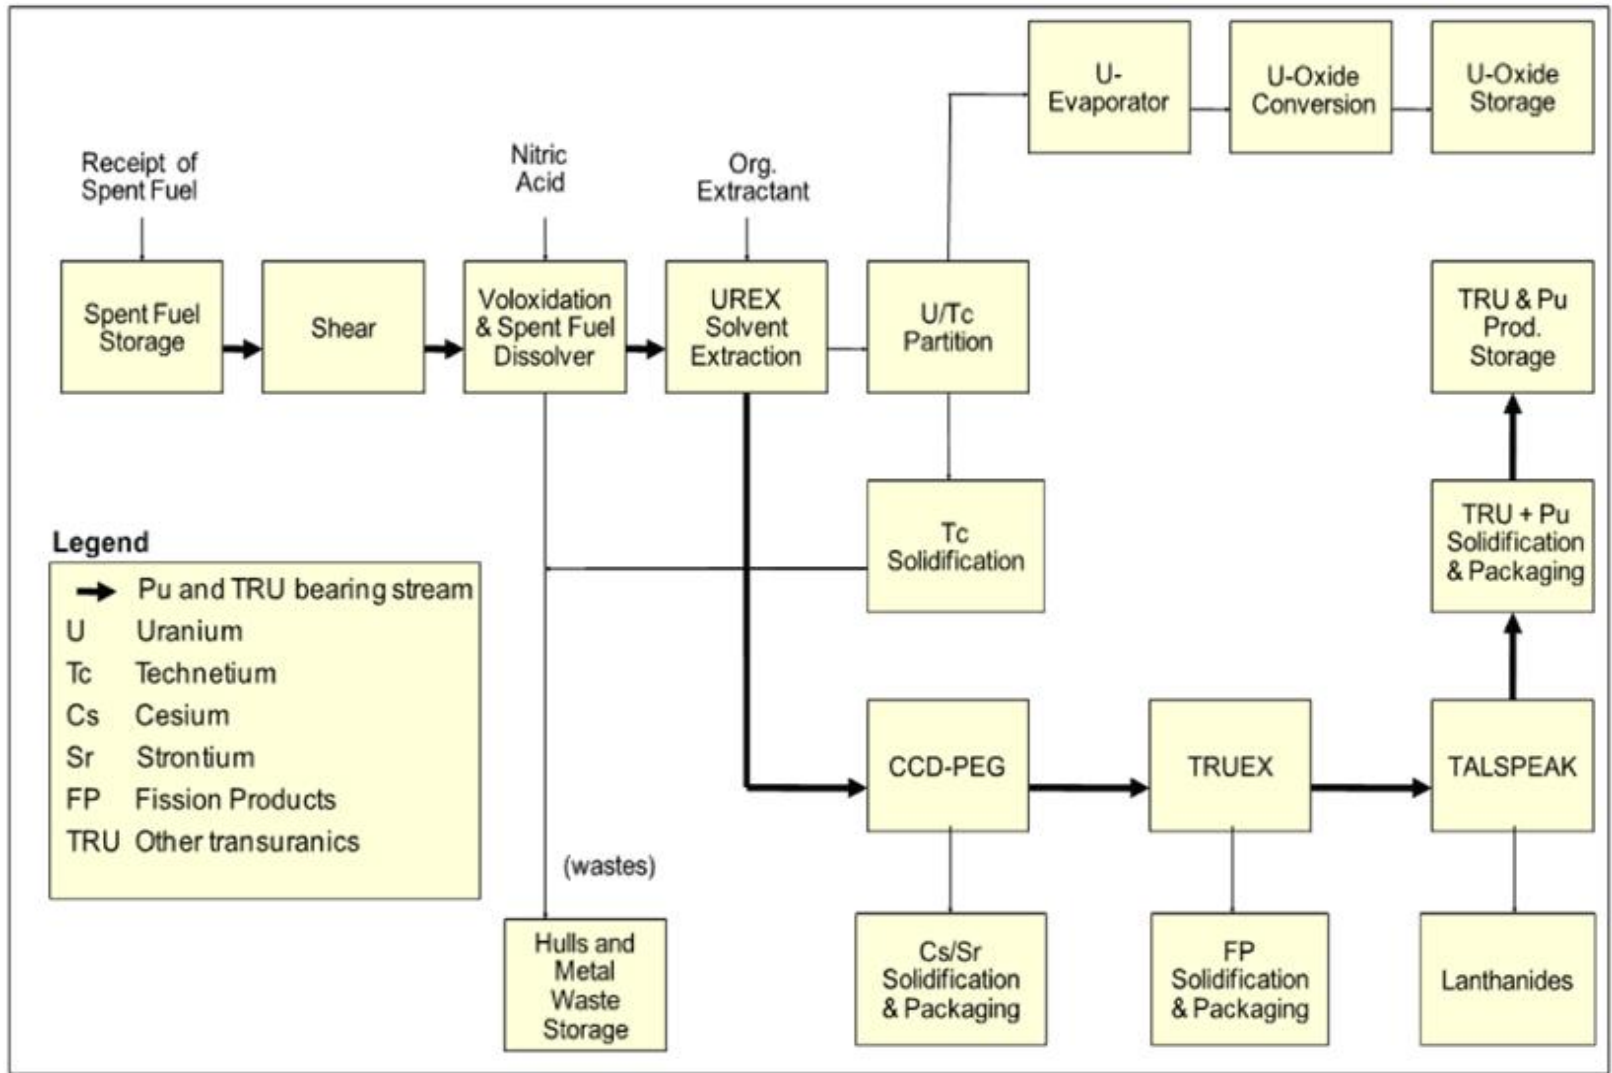 U-
Evaporator
U-Oxide
Conversion
U-Oxide
Storage
Receipt of
Spent Fuel
Nitric
Acid
Org.
Extractant
Spent Fuel
Storage
Shear
Voloxidation
& Spent Fuel
Dissolver
UREX
Solvent
Extraction
U/Tc
Partition
TRU & Pu
Prod.
Storage
Tc
Solidification
TRU + Pu
Solidification
& Packaging
Legend
Pu and TRU bearing stream
U Uranium
Tc Technetium
Cs Cesium
Sr Strontium
FP Fission Products
TRU Other transuranics
CCD-PEG
TRUEX
TALSPEAK
(wastes)
Hulls and
Metal
Waste
Storage
Cs/Sr
Solidification
& Packaging
FP
Solidification
& Packaging
Lanthanides